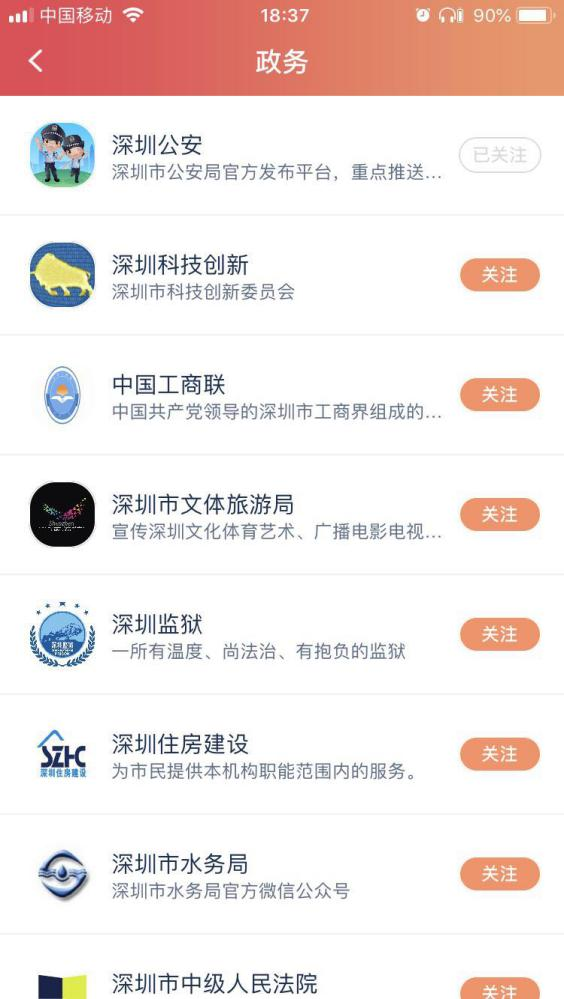 中国移动 18:37 90%
政务
深圳公安
深圳市公安局官方发布平台，重点推送...
已关注
深圳科技创新
深圳市科技创新委员会
关注
中国工商联
中国共产党领导的深圳市工商界组成的...
关注
深圳市文体旅游局
宣传深圳文化体育艺术、广播电影电视...
关注
深圳监狱
一所有温度、尚法治、有抱负的监狱
关注
SZHC
深圳住房建设
深圳住房建设
为市民提供本机构职能范围内的服务。
关注
深圳市水务局
深圳市水务局官方微信公众号
关注
深圳市中级人民法院
关注